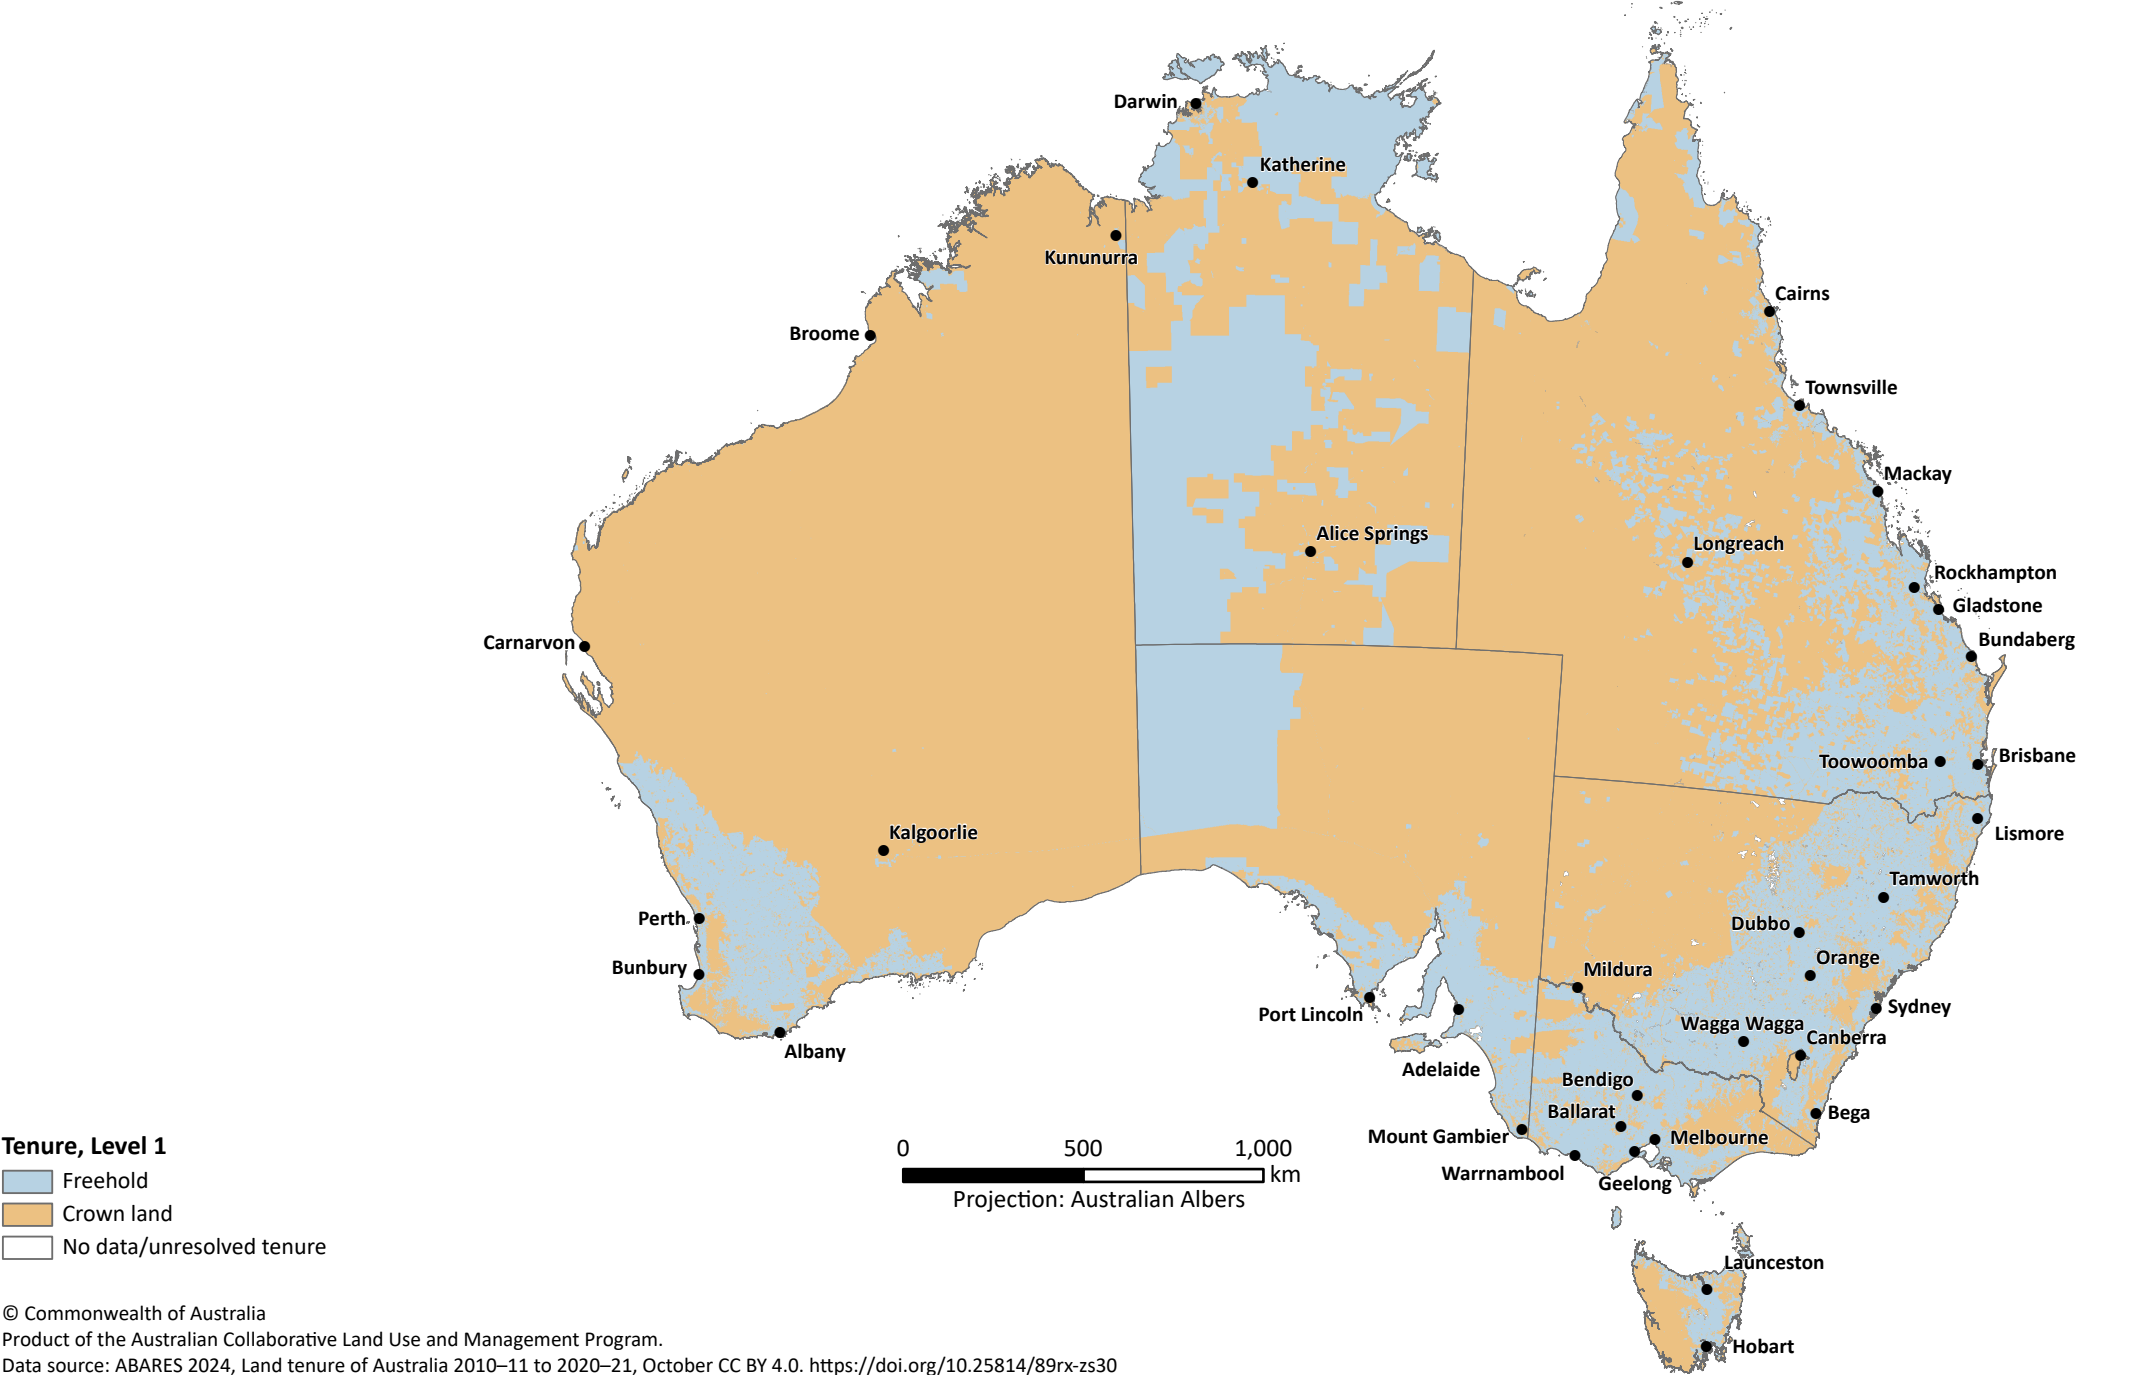 Darwin
Katherine
Kununurra
Cairns
Broome
Townsville
Mackay
Alice Springs
Longreach
Rockhampton
Gladstone
Carnarvon
Bundaberg
Toowoomba
Brisbane
Kalgoorlie
Lismore
Tamworth
Perth
Dubbo
Orange
Bunbury
Mildura
Port Lincoln
Sydney
Wagga Wagga
Canberra
Albany
Adelaide
Bendigo
Ballarat
Bega
Mount Gambier
Melbourne
Warrnambool
Geelong
Tenure, Level 1
Freehold
Crown land
No data/unresolved tenure
0 500 1,000
km
Projection: Australian Albers
Launceston
Hobart
© Commonwealth of Australia
Product of the Australian Collaborative Land Use and Management Program.
Data source: ABARES 2024, Land tenure of Australia 2010–11 to 2020–21, October CC BY 4.0. https://doi.org/10.25814/89rx-zs30